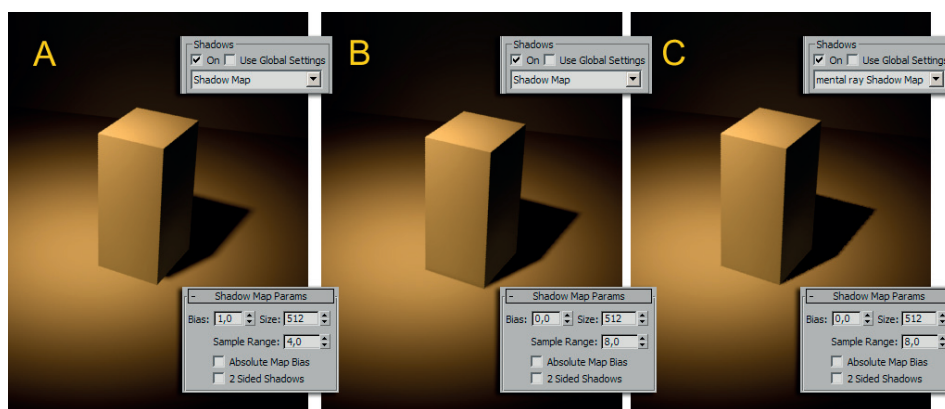 A
Shadows
On Use Global Settings
Shadow Map
- Shadow Map Params
Bias: 1,0 Size: 512
Sample Range: 4,0
Absolute Map Bias
2 Sided Shadows
B
Shadows
On Use Global Settings
Shadow Map
- Shadow Map Params
Bias: 0,0 Size: 512
Sample Range: 8,0
Absolute Map Bias
2 Sided Shadows
C
Shadows
On Use Global Settings
mental ray Shadow Map
- Shadow Map Params
Bias: 0,0 Size: 512
Sample Range: 8,0
Absolute Map Bias
2 Sided Shadows